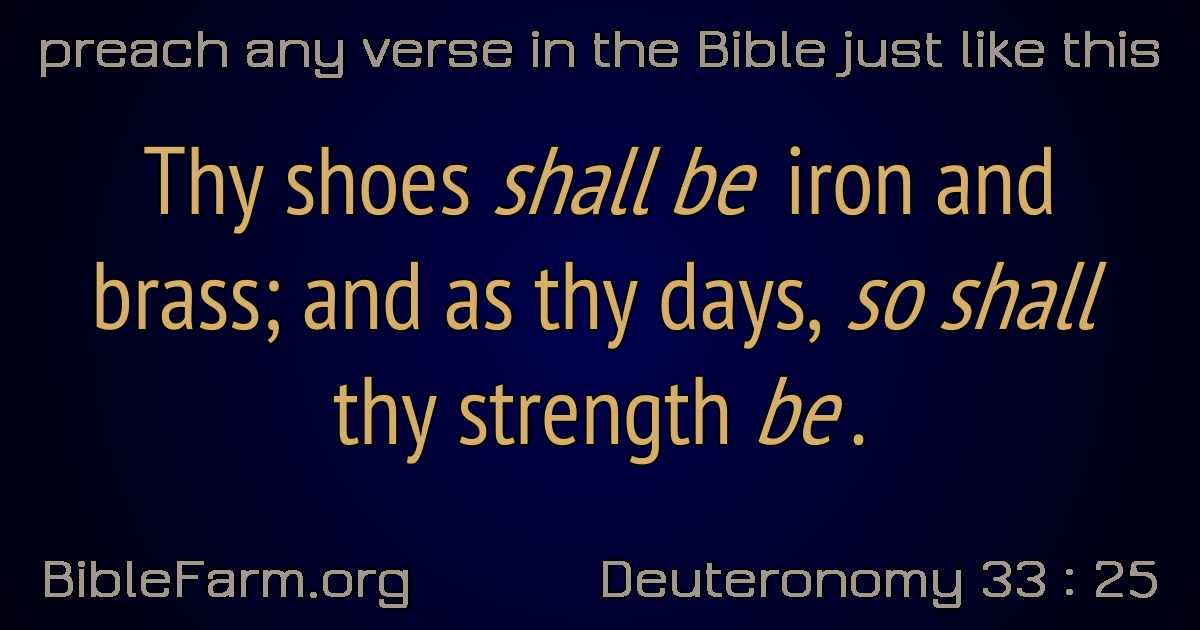 preach any verse in the Bible just like this
Thy shoes shall be iron and
brass; and as thy days, so shall
thy strength be.
BibleFarm.org
Deuteronomy 33 : 25